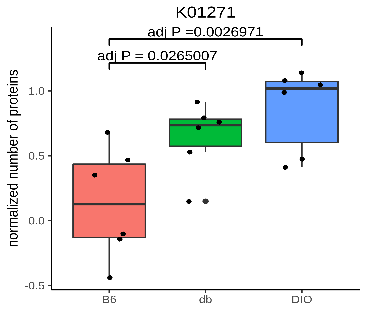 K01271
adj P =0.0026971
adj P = 0.0265007
normalized number of proteins
1.0
0.5
0.0
-0.5
B6
db
DIO